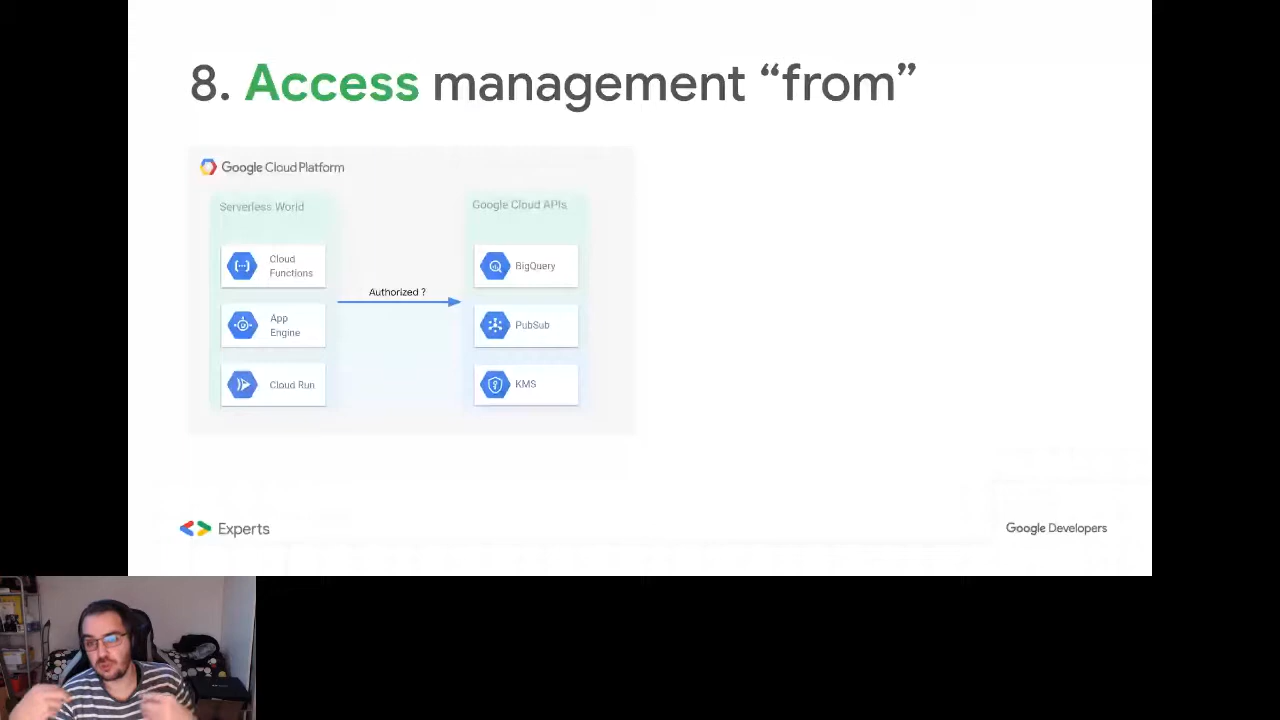 8. Access management “from”
Google Cloud Platform
Serverless World
Google Cloud APIs
Cloud
Functions
BigQuery
Authorized ?
App
Engine
PubSub
Cloud Run
KMS
Experts
Google Developers